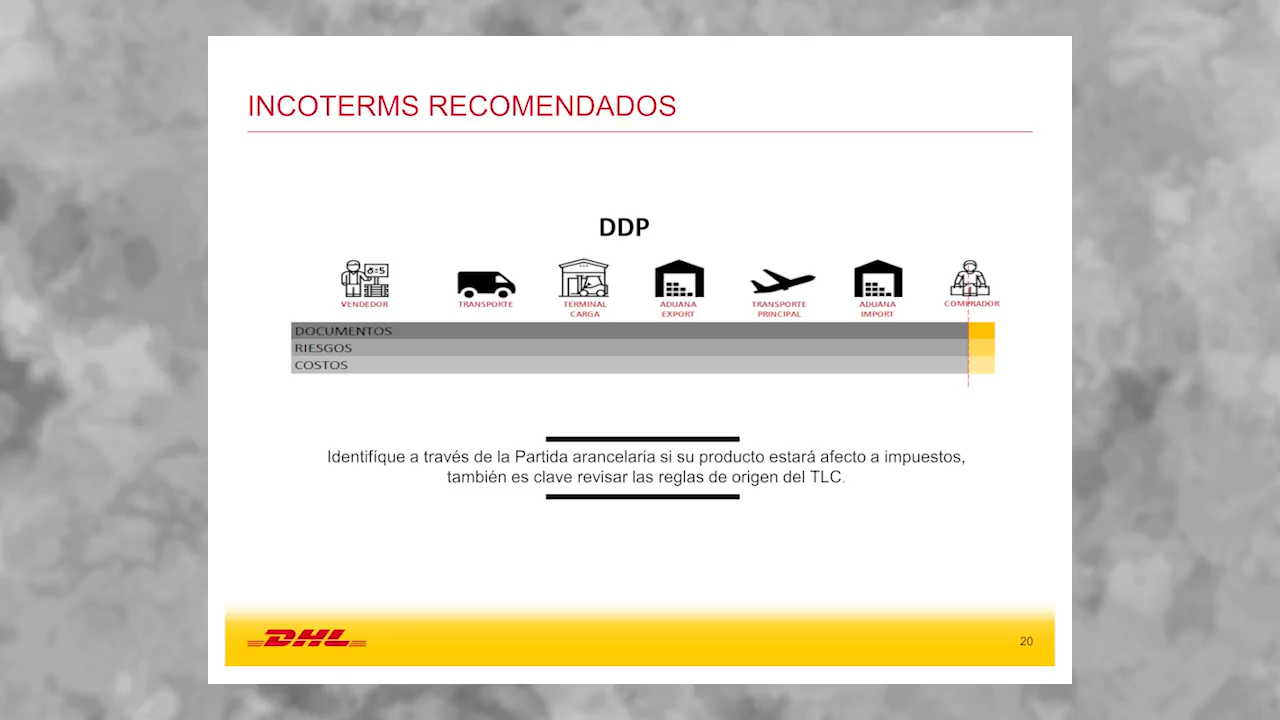 INCOTERMS RECOMENDADOS
DDP
VENDEDOR
TRANSPORTE
TERMINAL
CARGA
ADUANA
EXPORT
TRANSPORTE
PRINCIPAL
ADUANA
IMPORT
COMPRADOR
DOCUMENTOS
RIESGOS
COSTOS
Identifique a través de la Partida arancelaria si su producto estará afecto a impuestos,
también es clave revisar las reglas de origen del TLC.
DHL
20